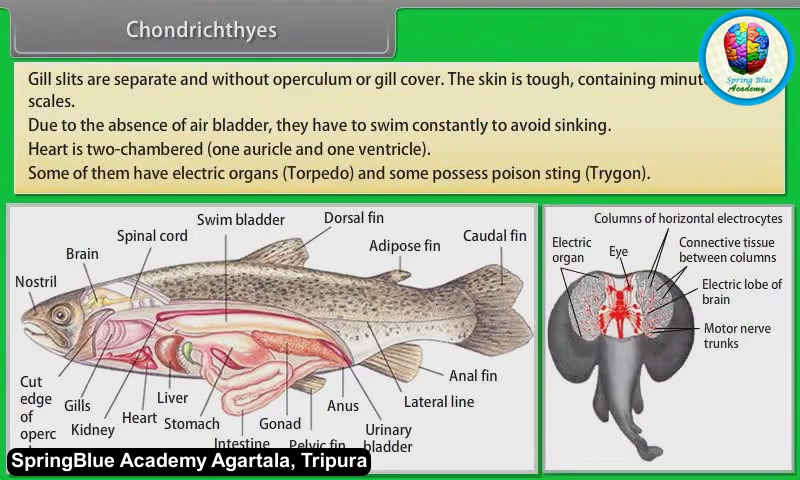 Chondrichthyes
Spring Blue
Academy
Gill slits are separate and without operculum or gill cover. The skin is tough, containing
scales.
Due to the absence of air bladder, they have to swim constantly to avoid sinking.
Heart is two-chambered (one auricle and one ventricle).
Some of them have electric organs (Torpedo) and some possess poison sting (Trygon).
Nostril
Brain
Spinal cord
Swim bladder
Dorsal fin
Adipose fin
Caudal fin
Cut
edge
of
operc
Gills
Kidney
Heart
Liver
Stomach
Intestine
Gonad
Pelvic fin
Anus
Urinary
bladder
Lateral line
Anal fin
Columns of horizontal electrocytes
Electric
organ
Eye
Connective tissue
between columns
Electric lobe of
brain
Motor nerve
trunks
SpringBlue Academy Agartala, Tripura